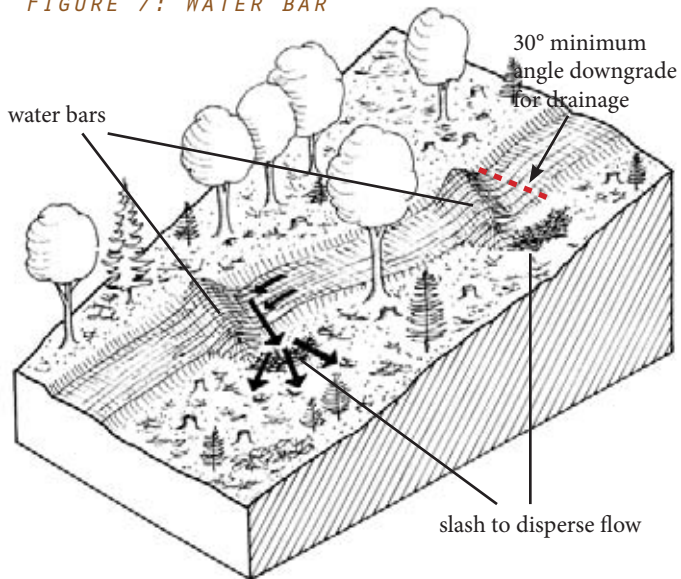 FIGURE 7: WATER BAR
30° minimum
angle downgrade
for drainage
water bars
slash to disperse flow